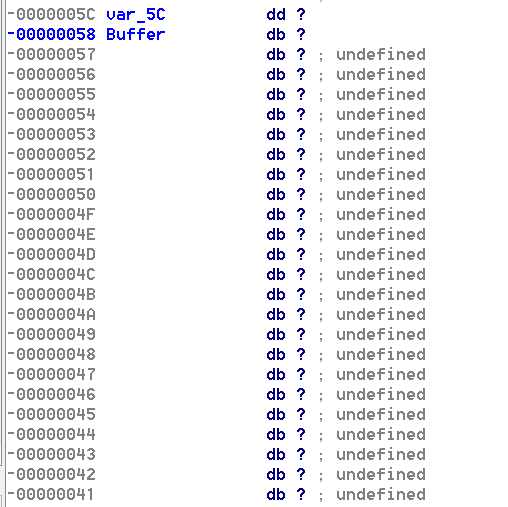 -0000005C var_5C dd ?
-00000058 Buffer db ?
-00000057 db ? ; undefined
-00000056 db ? ; undefined
-00000055 db ? ; undefined
-00000054 db ? ; undefined
-00000053 db ? ; undefined
-00000052 db ? ; undefined
-00000051 db ? ; undefined
-00000050 db ? ; undefined
-0000004F db ? ; undefined
-0000004E db ? ; undefined
-0000004D db ? ; undefined
-0000004C db ? ; undefined
-0000004B db ? ; undefined
-0000004A db ? ; undefined
-00000049 db ? ; undefined
-00000048 db ? ; undefined
-00000047 db ? ; undefined
-00000046 db ? ; undefined
-00000045 db ? ; undefined
-00000044 db ? ; undefined
-00000043 db ? ; undefined
-00000042 db ? ; undefined
-00000041 db ? ; undefined